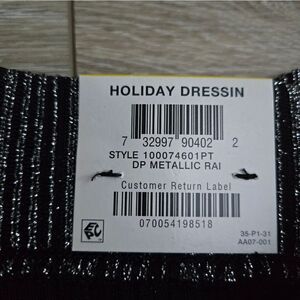 HOLIDAY DRESSIN
7 32997 90402 2
STYLE 100074601PT
DP METALLIC RAI
Customer Return Label
070054198518
35-P1-31
AA07-001